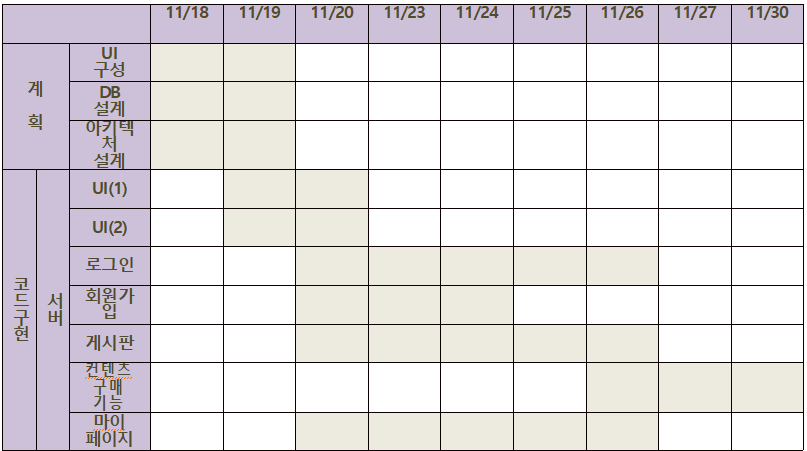 11/18 11/19 11/20 11/23 11/24 11/25 11/26 11/27 11/30
계
획
UI
구성
DB
설계
아키텍
처
설계
코드구현
서버
UI(1)
UI(2)
로그인
회원가
입
게시판
컨텐츠
구매
기능
마이
페이지